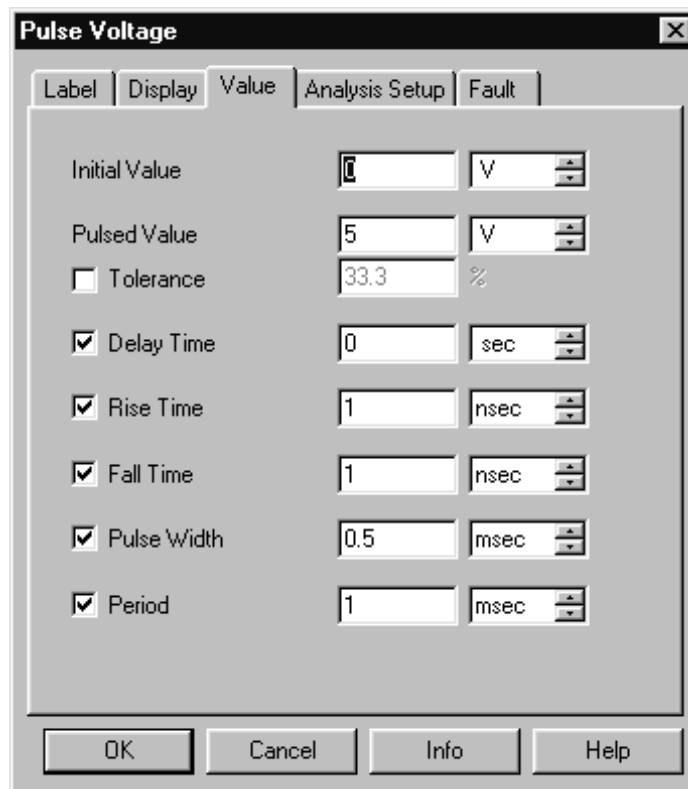 Pulse Voltage
Label Display Value Analysis Setup Fault
Initial Value 0 V
Pulsed Value 5 V
Tolerance 33.3 %
Delay Time 0 sec
Rise Time 1 nsec
Fall Time 1 nsec
Pulse Width 0.5 msec
Period 1 msec
OK Cancel Info Help